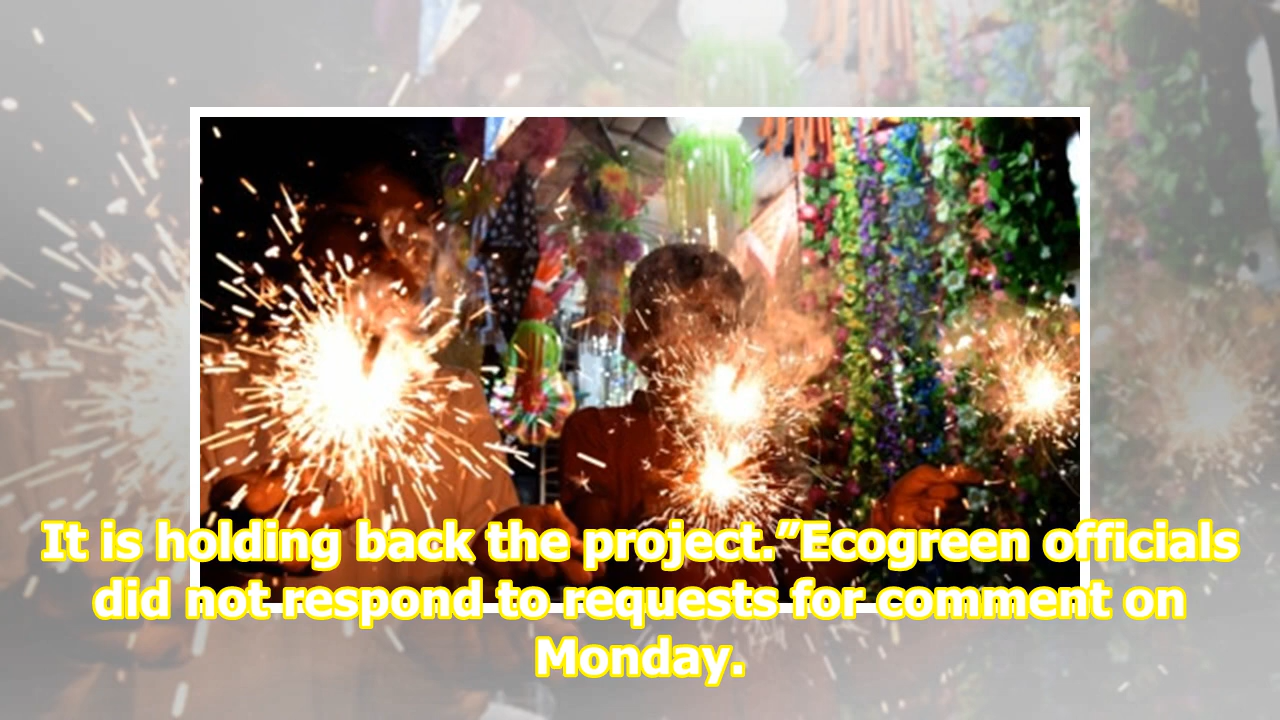 It is holding back the project.”Ecogreen officials
did not respond to requests for comment on
Monday.